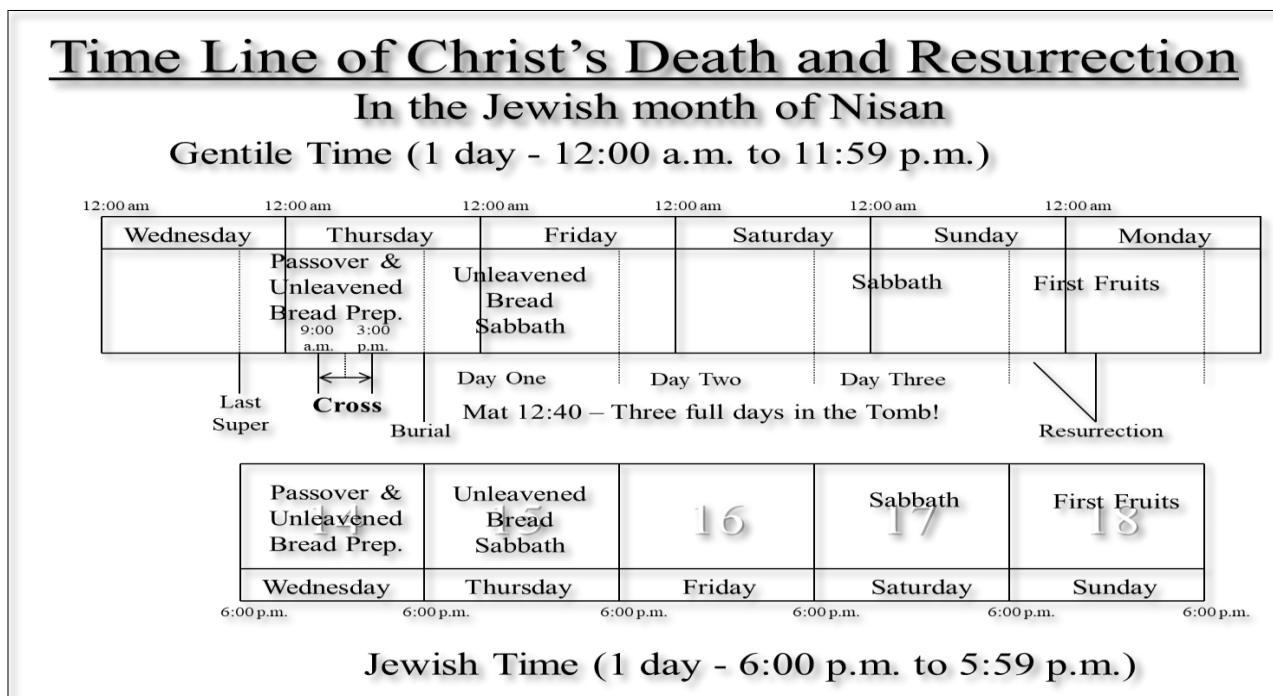 Time Line of Christ's Death and Resurrection
In the Jewish month of Nisan
Gentile Time (1 day - 12:00 a.m. to 11:59 p.m.)
12:00 am 12:00 am 12:00 am 12:00 am 12:00 am 12:00 am
Wednesday Thursday Friday Saturday Sunday Monday
Passover &
Unleavened
Bread Prep.
9:00
a.m.
3:00
p.m.
Unleavened
Bread
Sabbath
Sabbath
First Fruits
Last
Super
Cross
Burial
Day One Day Two Day Three
Mat 12:40 – Three full days in the Tomb!
Resurrection
Passover &
Unleavened
Bread Prep.
14
Unleavened
Bread
Sabbath
15
16
Sabbath
17
First Fruits
18
Wednesday Thursday Friday Saturday Sunday
6:00 p.m. 6:00 p.m. 6:00 p.m. 6:00 p.m. 6:00 p.m. 6:00 p.m.
Jewish Time (1 day - 6:00 p.m. to 5:59 p.m.)